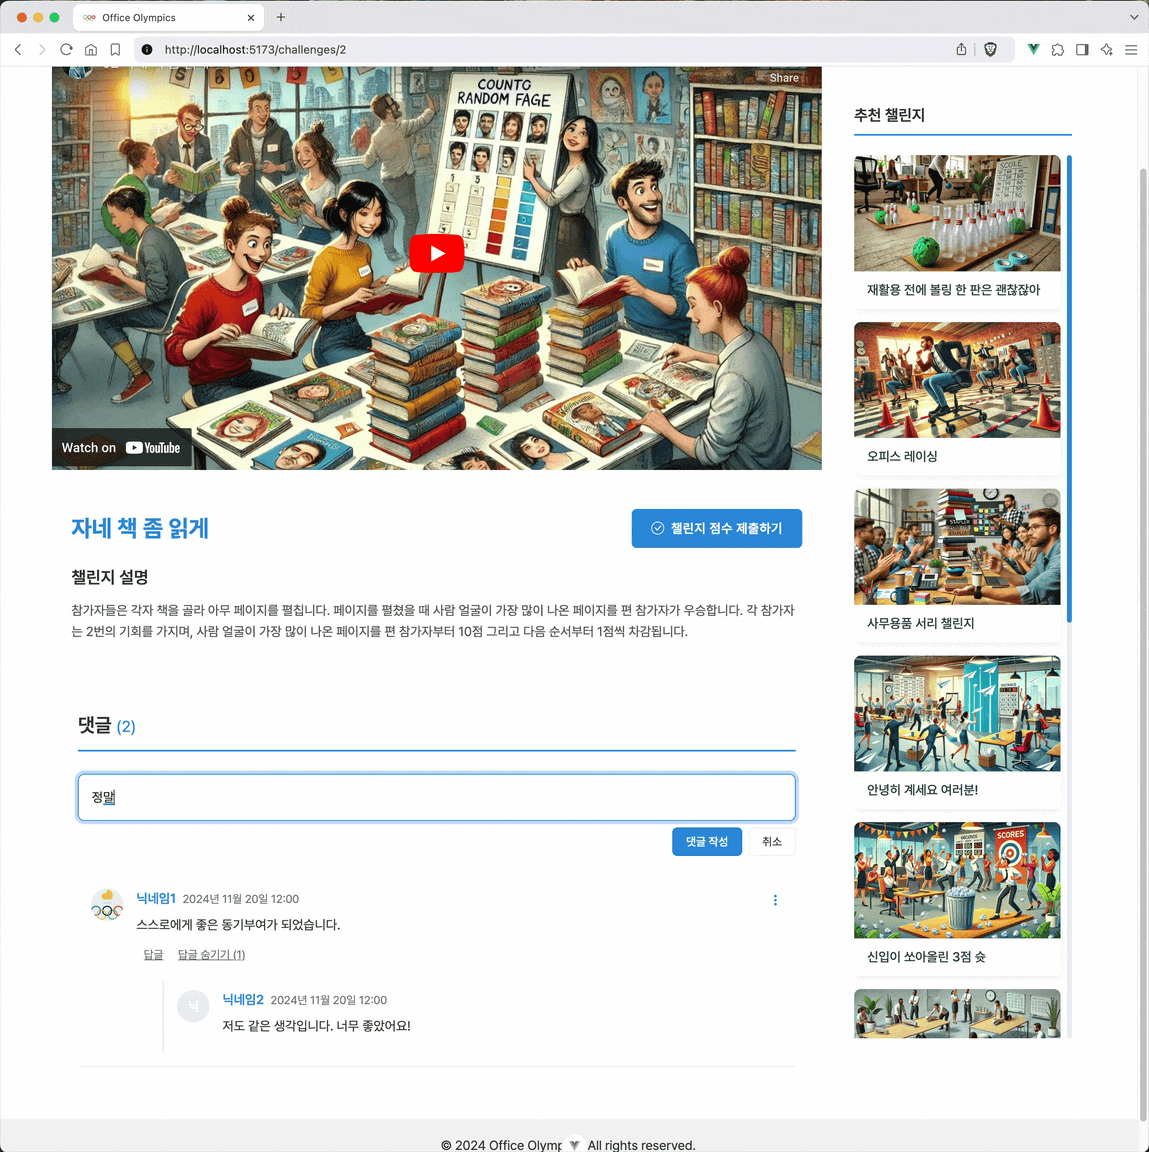 Office Olympics
http://localhost:5173/challenges/2
Share
COUNTG
RANDOM FAGE
Watch on YouTube
추천 챌린지
SCOLE
재활용 전에 볼링 한 판은 괜찮잖아
오피스 레이싱
사무용품 서리 챌린지
안녕히 계세요 여러분!
SCORES
신입이 쏘아올린 3점 슛
자네 책 좀 읽게
챌린지 점수 제출하기
챌린지 설명
참가자들은 각자 책을 골라 아무 페이지를 펼칩니다. 페이지를 펼쳤을 때 사람 얼굴이 가장 많이 나온 페이지를 편 참가자가 우승합니다. 각 참가자
는 2번의 기회를 가지며, 사람 얼굴이 가장 많이 나온 페이지를 편 참가자부터 10점 그리고 다음 순서부터 1점씩 차감됩니다.
댓글 (2)
정말
댓글 작성 취소
닉네임1 2024년 11월 20일 12:00
스스로에게 좋은 동기부여가 되었습니다.
답글 답글 숨기기 (1)
닉
닉네임2 2024년 11월 20일 12:00
저도 같은 생각입니다. 너무 좋았어요!
© 2024 Office Olymp All rights reserved.